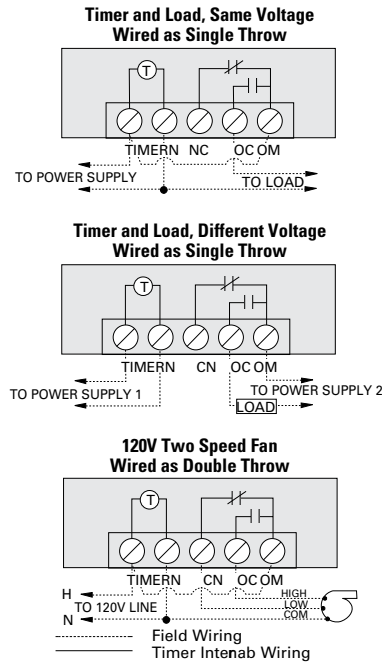 Timer and Load, Same Voltage
Wired as Single Throw
T
TIMERN NC OC OM
TO POWER SUPPLY
TO LOAD
Timer and Load, Different Voltage
Wired as Single Throw
T
TIMERN CN OC OM
TO POWER SUPPLY 1
TO POWER SUPPLY 2
LOAD
120V Two Speed Fan
Wired as Double Throw
T
TIMERN CN OC OM
H
TO 120V LINE
N
HIGH
LOW
COM
Field Wiring
Timer Internab Wiring